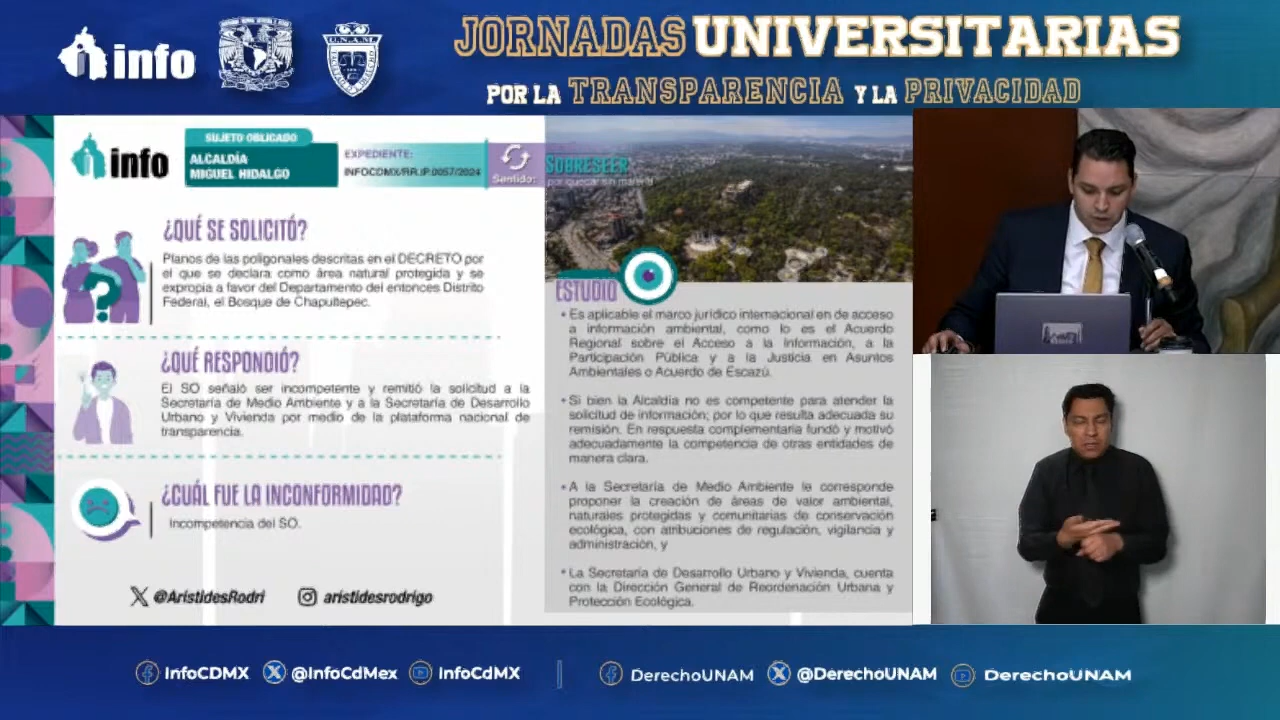 info
JORNADAS UNIVERSITARIAS
POR LA TRANSPARENCIA Y LA PRIVACIDAD
info
SUJETO OBLICADO
ALCALDÍA
MIGUEL HIDALGO
EXPEDIENTE:
INFOCDMX/RR.IP.0057/2024
Sentido:
SOBRESEER
por quedar sin materia
¿QUÉ SE SOLICITÓ?
Planos de las poligonales descritas en el DECRETO por
el que se declara como área natural protegida y se
expropia a favor del Departamento del entonces Distrito
Federal, el Bosque de Chapultepec.
¿QUÉ RESPONDIÓ?
El SO señaló ser incompetente y remitió la solicitud a la
Secretaría de Medio Ambiente y a la Secretaría de Desarrollo
Urbano y Vivienda por medio de la plataforma nacional de
transparencia.
¿CUÁL FUE LA INCONFORMIDAD?
Incompetencia del SO.
@AristidesRodri
aristidesrodrigo
ESTUDIO
• Es aplicable el marco jurídico internacional en de acceso
a información ambiental, como lo es el Acuerdo
Regional sobre el Acceso a la Información, a la
Participación Pública y a la Justicia en Asuntos
Ambientales o Acuerdo de Escazú.
• Si bien la Alcaldía no es competente para atender la
solicitud de información; por lo que resulta adecuada su
remisión. En respuesta complementaria fundó y motivó
adecuadamente la competencia de otras entidades de
manera clara.
• A la Secretaría de Medio Ambiente le corresponde
proponer la creación de áreas de valor ambiental,
naturales protegidas y comunitarias de conservación
ecológica, con atribuciones de regulación, vigilancia y
administración, y
• La Secretaría de Desarrollo Urbano y Vivienda, cuenta
con la Dirección General de Reordenación Urbana y
Protección Ecológica.
InfoCDMX
@InfoCdMex
InfoCdMX
DerechoUNAM
@DerechoUNAM
DerechoUNAM